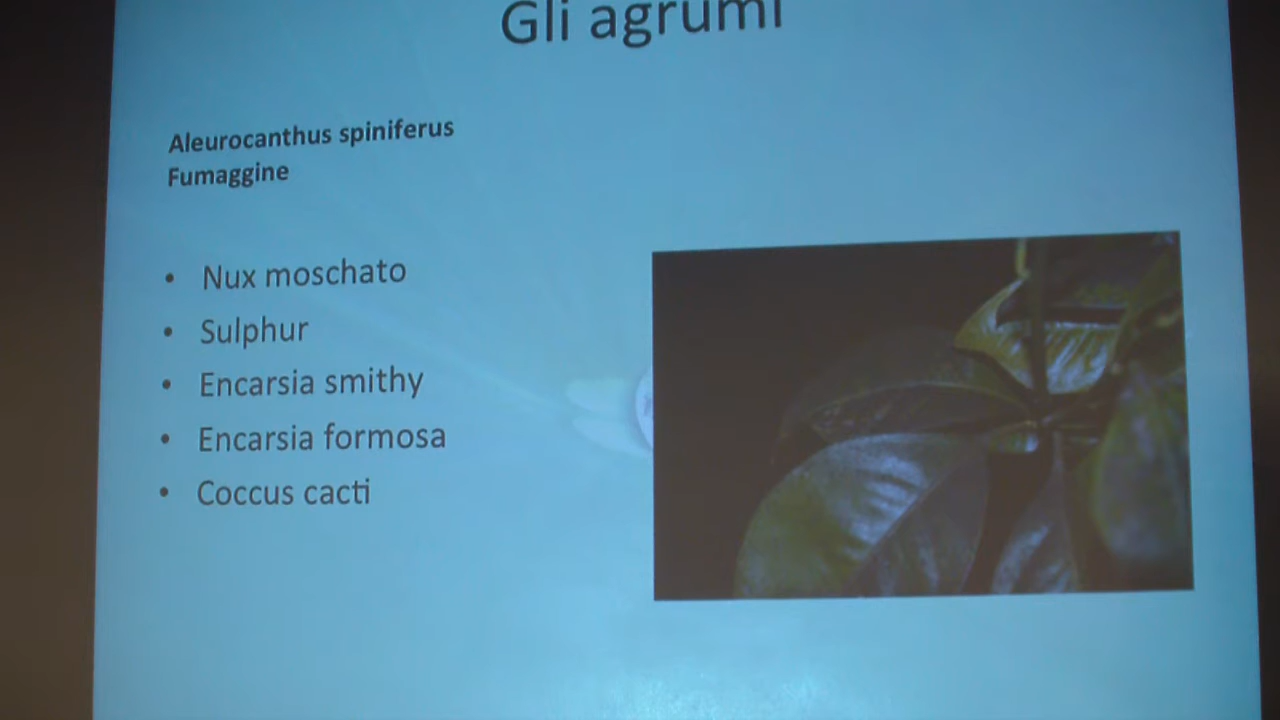 Gli agrumi
Aleurocanthus spiniferus
Fumaggine
• Nux moschato
• Sulphur
• Encarsia smithy
• Encarsia formosa
• Coccus cacti